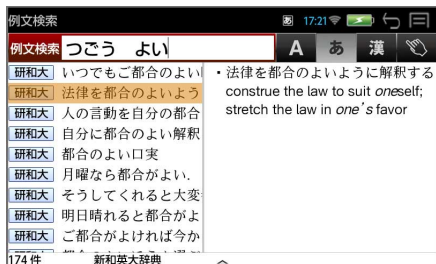 例文検索
あ 17:21
例文検索 つごう　よい A あ 漢
研和大 いつでもご都合のよい
研和大 法律を都合のよいよう
研和大 人の言動を自分の都合
研和大 自分に都合のよい解釈
研和大 都合のよい口実
研和大 月曜なら都合がよい.
研和大 そうしてくれると大変
研和大 明日晴れると都合がよ
研和大 ご都合がよければ今か
・法律を都合のよいように解釈する
construe the law to suit oneself;
stretch the law in one's favor
174件 新和英大辞典